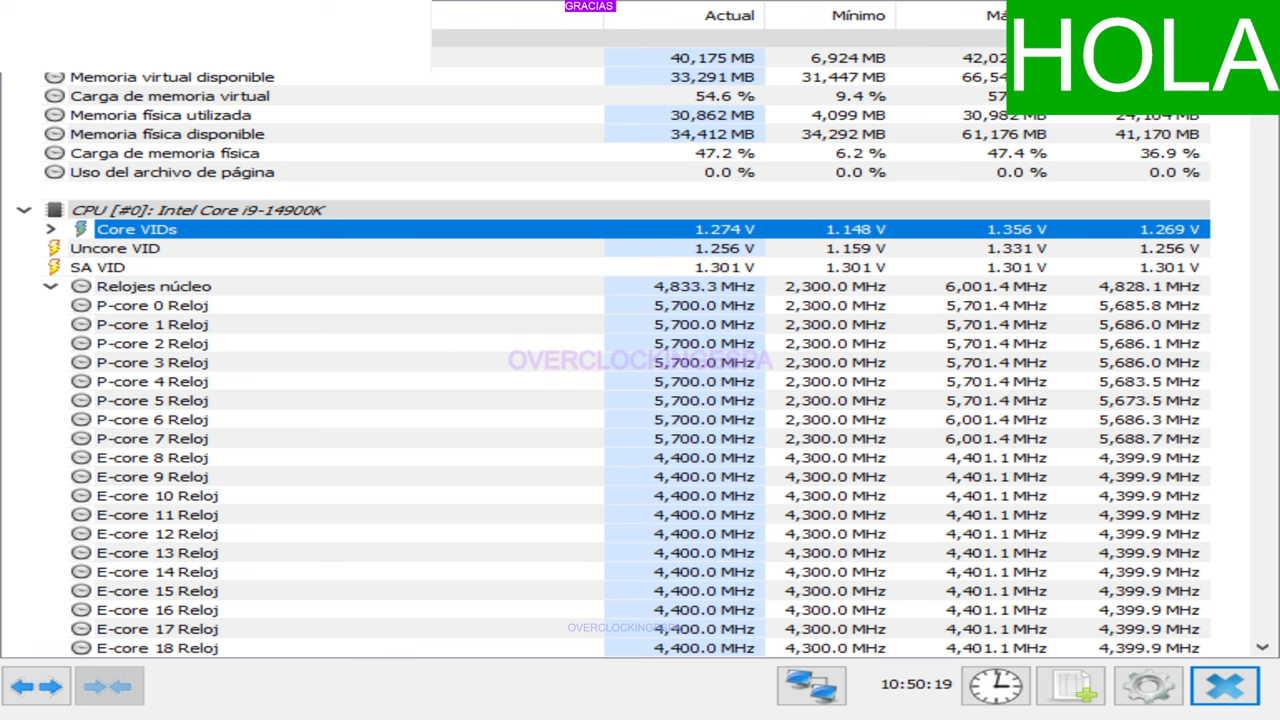 GRACIAS
HOLA
Actual Mínimo
40,175 MB 6,924 MB
Memoria virtual disponible 33,291 MB 31,447 MB
Carga de memoria virtual 54.6 % 9.4 %
Memoria física utilizada 30,862 MB 4,099 MB 30,982 MB
Memoria física disponible 34,412 MB 34,292 MB 61,176 MB 41,170 MB
Carga de memoria física 47.2 % 6.2 % 47.4 % 36.9 %
Uso del archivo de página 0.0 % 0.0 % 0.0 % 0.0 %
CPU [#0]: Intel Core i9-14900K
Core VIDs 1.274 V 1.148 V 1.356 V 1.269 V
Uncore VID 1.256 V 1.159 V 1.331 V 1.256 V
SA VID 1.301 V 1.301 V 1.301 V 1.301 V
Relojes núcleo 4,833.3 MHz 2,300.0 MHz 6,001.4 MHz 4,828.1 MHz
P-core 0 Reloj 5,700.0 MHz 2,300.0 MHz 5,701.4 MHz 5,685.8 MHz
P-core 1 Reloj 5,700.0 MHz 2,300.0 MHz 5,701.4 MHz 5,686.0 MHz
P-core 2 Reloj 5,700.0 MHz 2,300.0 MHz 5,701.4 MHz 5,686.1 MHz
P-core 3 Reloj 5,700.0 MHz 2,300.0 MHz 5,701.4 MHz 5,686.0 MHz
OVERCLOCKINGESPA
P-core 4 Reloj 5,700.0 MHz 2,300.0 MHz 5,701.4 MHz 5,683.5 MHz
P-core 5 Reloj 5,700.0 MHz 2,300.0 MHz 5,701.4 MHz 5,673.5 MHz
P-core 6 Reloj 5,700.0 MHz 2,300.0 MHz 6,001.4 MHz 5,686.3 MHz
P-core 7 Reloj 5,700.0 MHz 2,300.0 MHz 6,001.4 MHz 5,688.7 MHz
E-core 8 Reloj 4,400.0 MHz 4,300.0 MHz 4,401.1 MHz 4,399.9 MHz
E-core 9 Reloj 4,400.0 MHz 4,300.0 MHz 4,401.1 MHz 4,399.9 MHz
E-core 10 Reloj 4,400.0 MHz 4,300.0 MHz 4,401.1 MHz 4,399.9 MHz
E-core 11 Reloj 4,400.0 MHz 4,300.0 MHz 4,401.1 MHz 4,399.9 MHz
E-core 12 Reloj 4,400.0 MHz 4,300.0 MHz 4,401.1 MHz 4,399.9 MHz
E-core 13 Reloj 4,400.0 MHz 4,300.0 MHz 4,401.1 MHz 4,399.9 MHz
E-core 14 Reloj 4,400.0 MHz 4,300.0 MHz 4,401.1 MHz 4,399.9 MHz
E-core 15 Reloj 4,400.0 MHz 4,300.0 MHz 4,401.1 MHz 4,399.9 MHz
E-core 16 Reloj 4,400.0 MHz 4,300.0 MHz 4,401.1 MHz 4,399.9 MHz
E-core 17 Reloj 4,400.0 MHz 4,300.0 MHz 4,401.1 MHz 4,399.9 MHz
OVERCLOCKINGESPA
E-core 18 Reloj 4,400.0 MHz 4,300.0 MHz 4,401.1 MHz 4,399.9 MHz
10:50:19